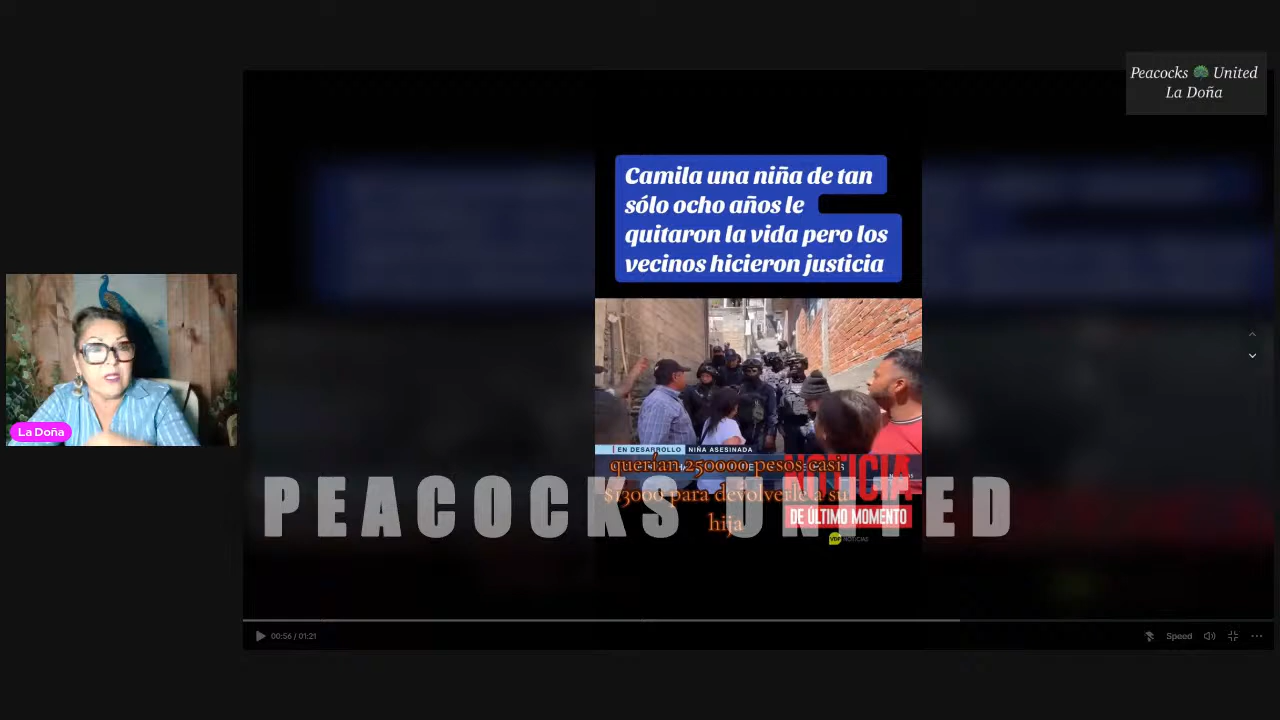 Peacocks 🦚 United
La Doña
Camila una niña de tan
sólo ocho años le
quitaron la vida pero los
vecinos hicieron justicia
La Doña
EN DESARROLLO NIÑA ASESINADA
querían 250000 pesos casi
$13000 para devolverle a su
hija
NOTICIA
DE ÚLTIMO MOMENTO
PEACOCKS UNITED
NOTICIAS
00:56 / 01:21
Speed